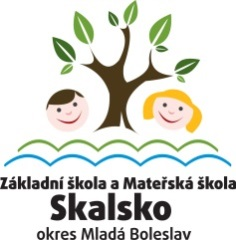 Základní škola a Mateřská škola
Skalsko
okres Mladá Boleslav